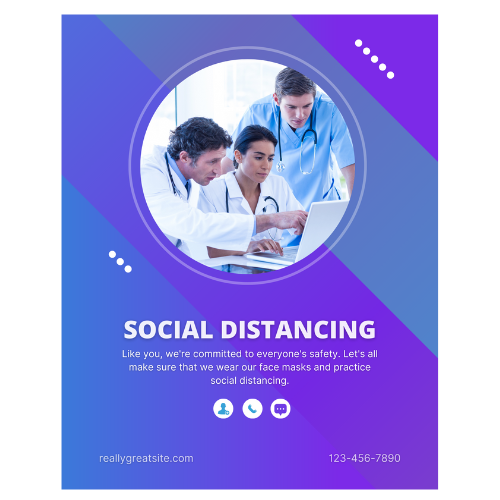 SOCIAL DISTANCING
Like you, we're committed to everyone's safety. Let's all
make sure that we wear our face masks and practice
social distancing.
reallygreatsite.com
123-456-7890